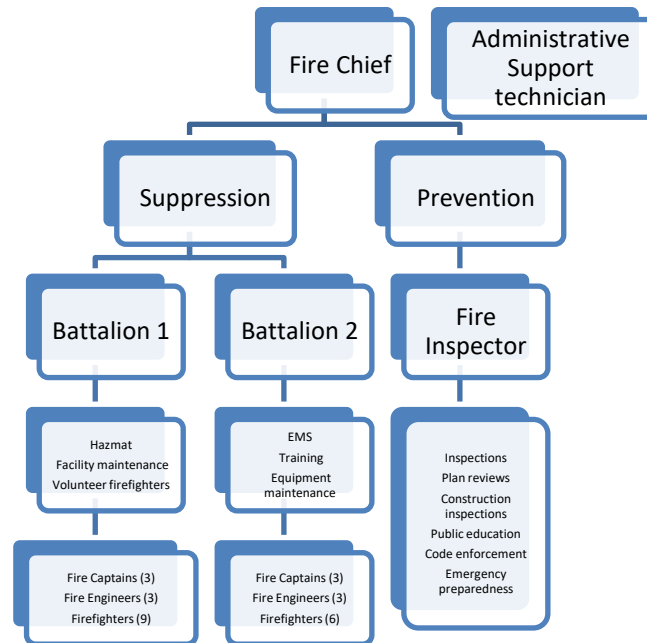 Fire Chief
Administrative
Support
technician
Suppression
Prevention
Battalion 1
Battalion 2
Fire
Inspector
Hazmat
Facility maintenance
Volunteer firefighters
EMS
Training
Equipment
maintenance
Inspections
Plan reviews
Construction
inspections
Public education
Code enforcement
Emergency
preparedness
Fire Captains (3)
Fire Engineers (3)
Firefighters (9)
Fire Captains (3)
Fire Engineers (3)
Firefighters (6)